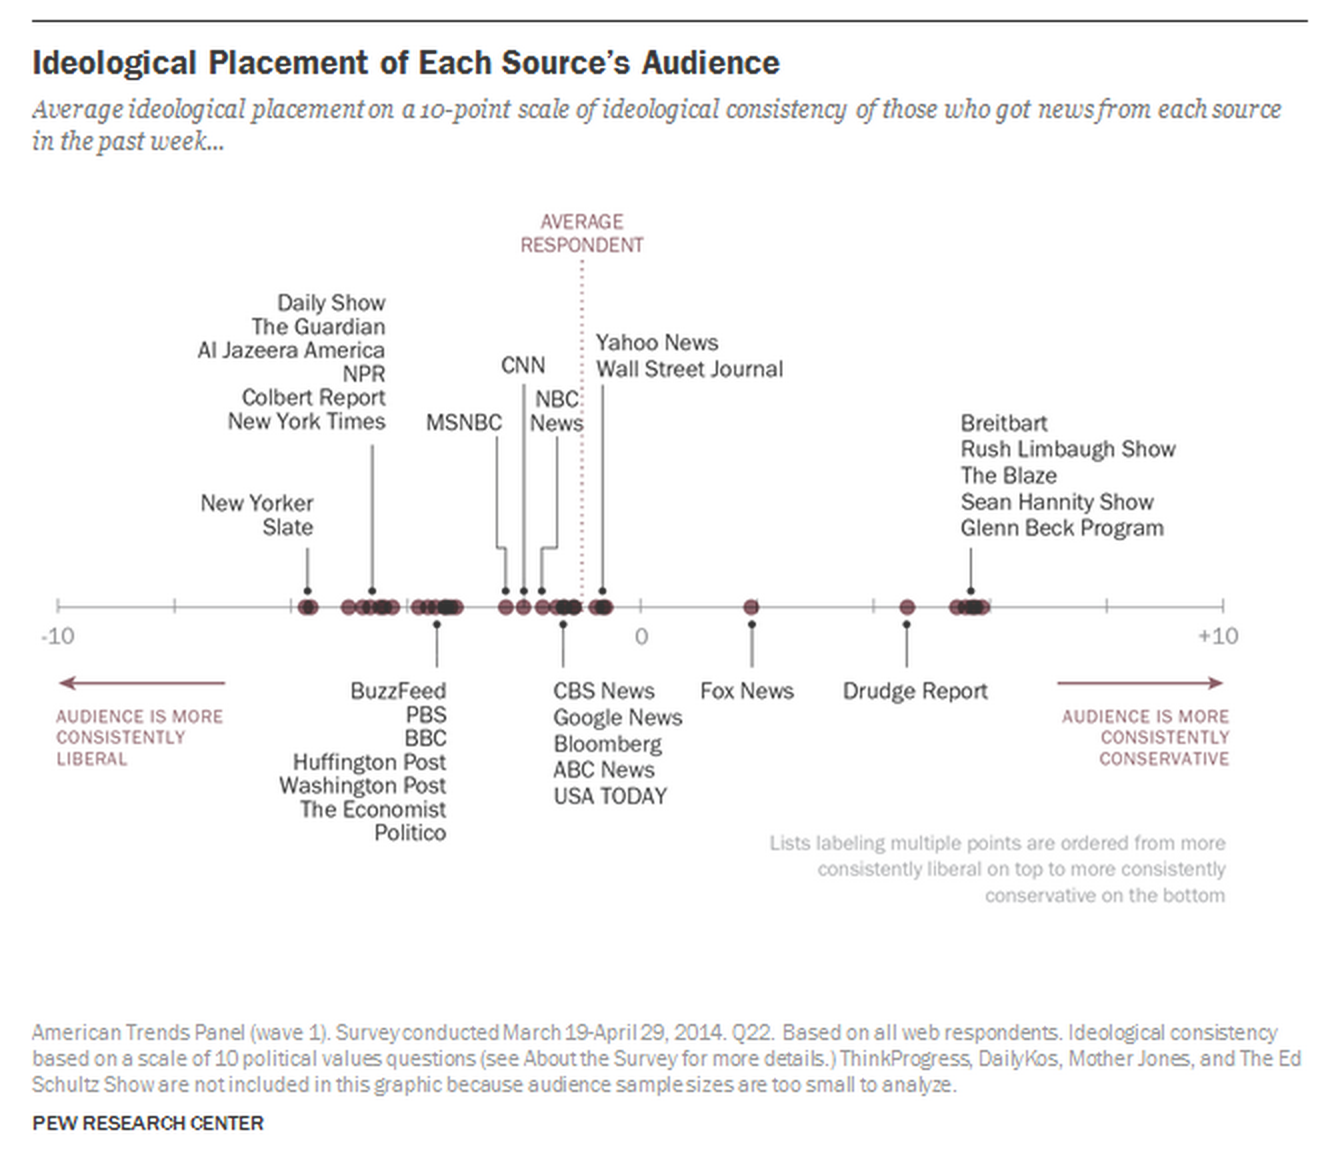 Ideological Placement of Each Source's Audience
Average ideological placement on a 10-point scale of ideological consistency of those who got news from each source
in the past week...
AVERAGE
RESPONDENT
Daily Show
The Guardian
Al Jazeera America
NPR
Colbert Report
New York Times
Yahoo News
Wall Street Journal
CNN
NBC
News
MSNBC
Breitbart
Rush Limbaugh Show
The Blaze
Sean Hannity Show
Glenn Beck Program
New Yorker
Slate
-10
0
+10
AUDIENCE IS MORE
CONSISTENTLY
LIBERAL
BuzzFeed
PBS
BBC
Huffington Post
Washington Post
The Economist
Politico
CBS News
Google News
Bloomberg
ABC News
USA TODAY
Fox News
Drudge Report
AUDIENCE IS MORE
CONSISTENTLY
CONSERVATIVE
Lists labeling multiple points are ordered from more
consistently liberal on top to more consistently
conservative on the bottom
American Trends Panel (wave 1). Survey conducted March 19-April 29, 2014. Q22. Based on all web respondents. Ideological consistency
based on a scale of 10 political values questions (see About the Survey for more details.) ThinkProgress, DailyKos, Mother Jones, and The Ed
Schultz Show are not included in this graphic because audience sample sizes are too small to analyze.
PEW RESEARCH CENTER